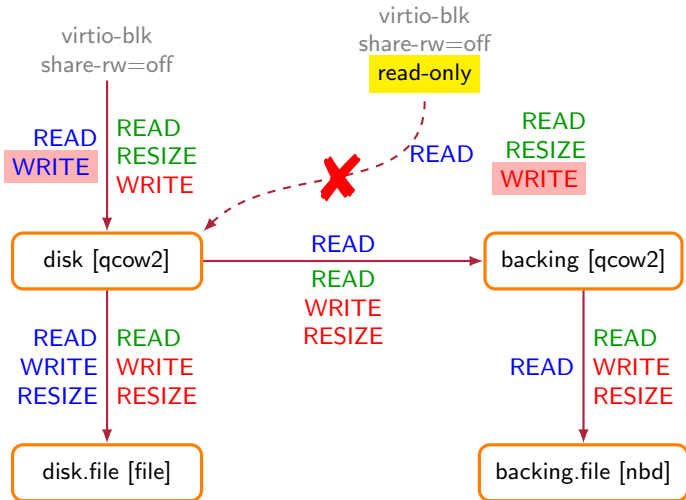 virtio-blk
share-rw=off
virtio-blk
share-rw=off
read-only
READ
WRITE
READ
RESIZE
WRITE
READ
READ
RESIZE
WRITE
disk [qcow2]
READ
READ
WRITE
RESIZE
backing [qcow2]
READ
WRITE
RESIZE
READ
WRITE
RESIZE
READ
READ
WRITE
RESIZE
disk.file [file]
backing.file [nbd]